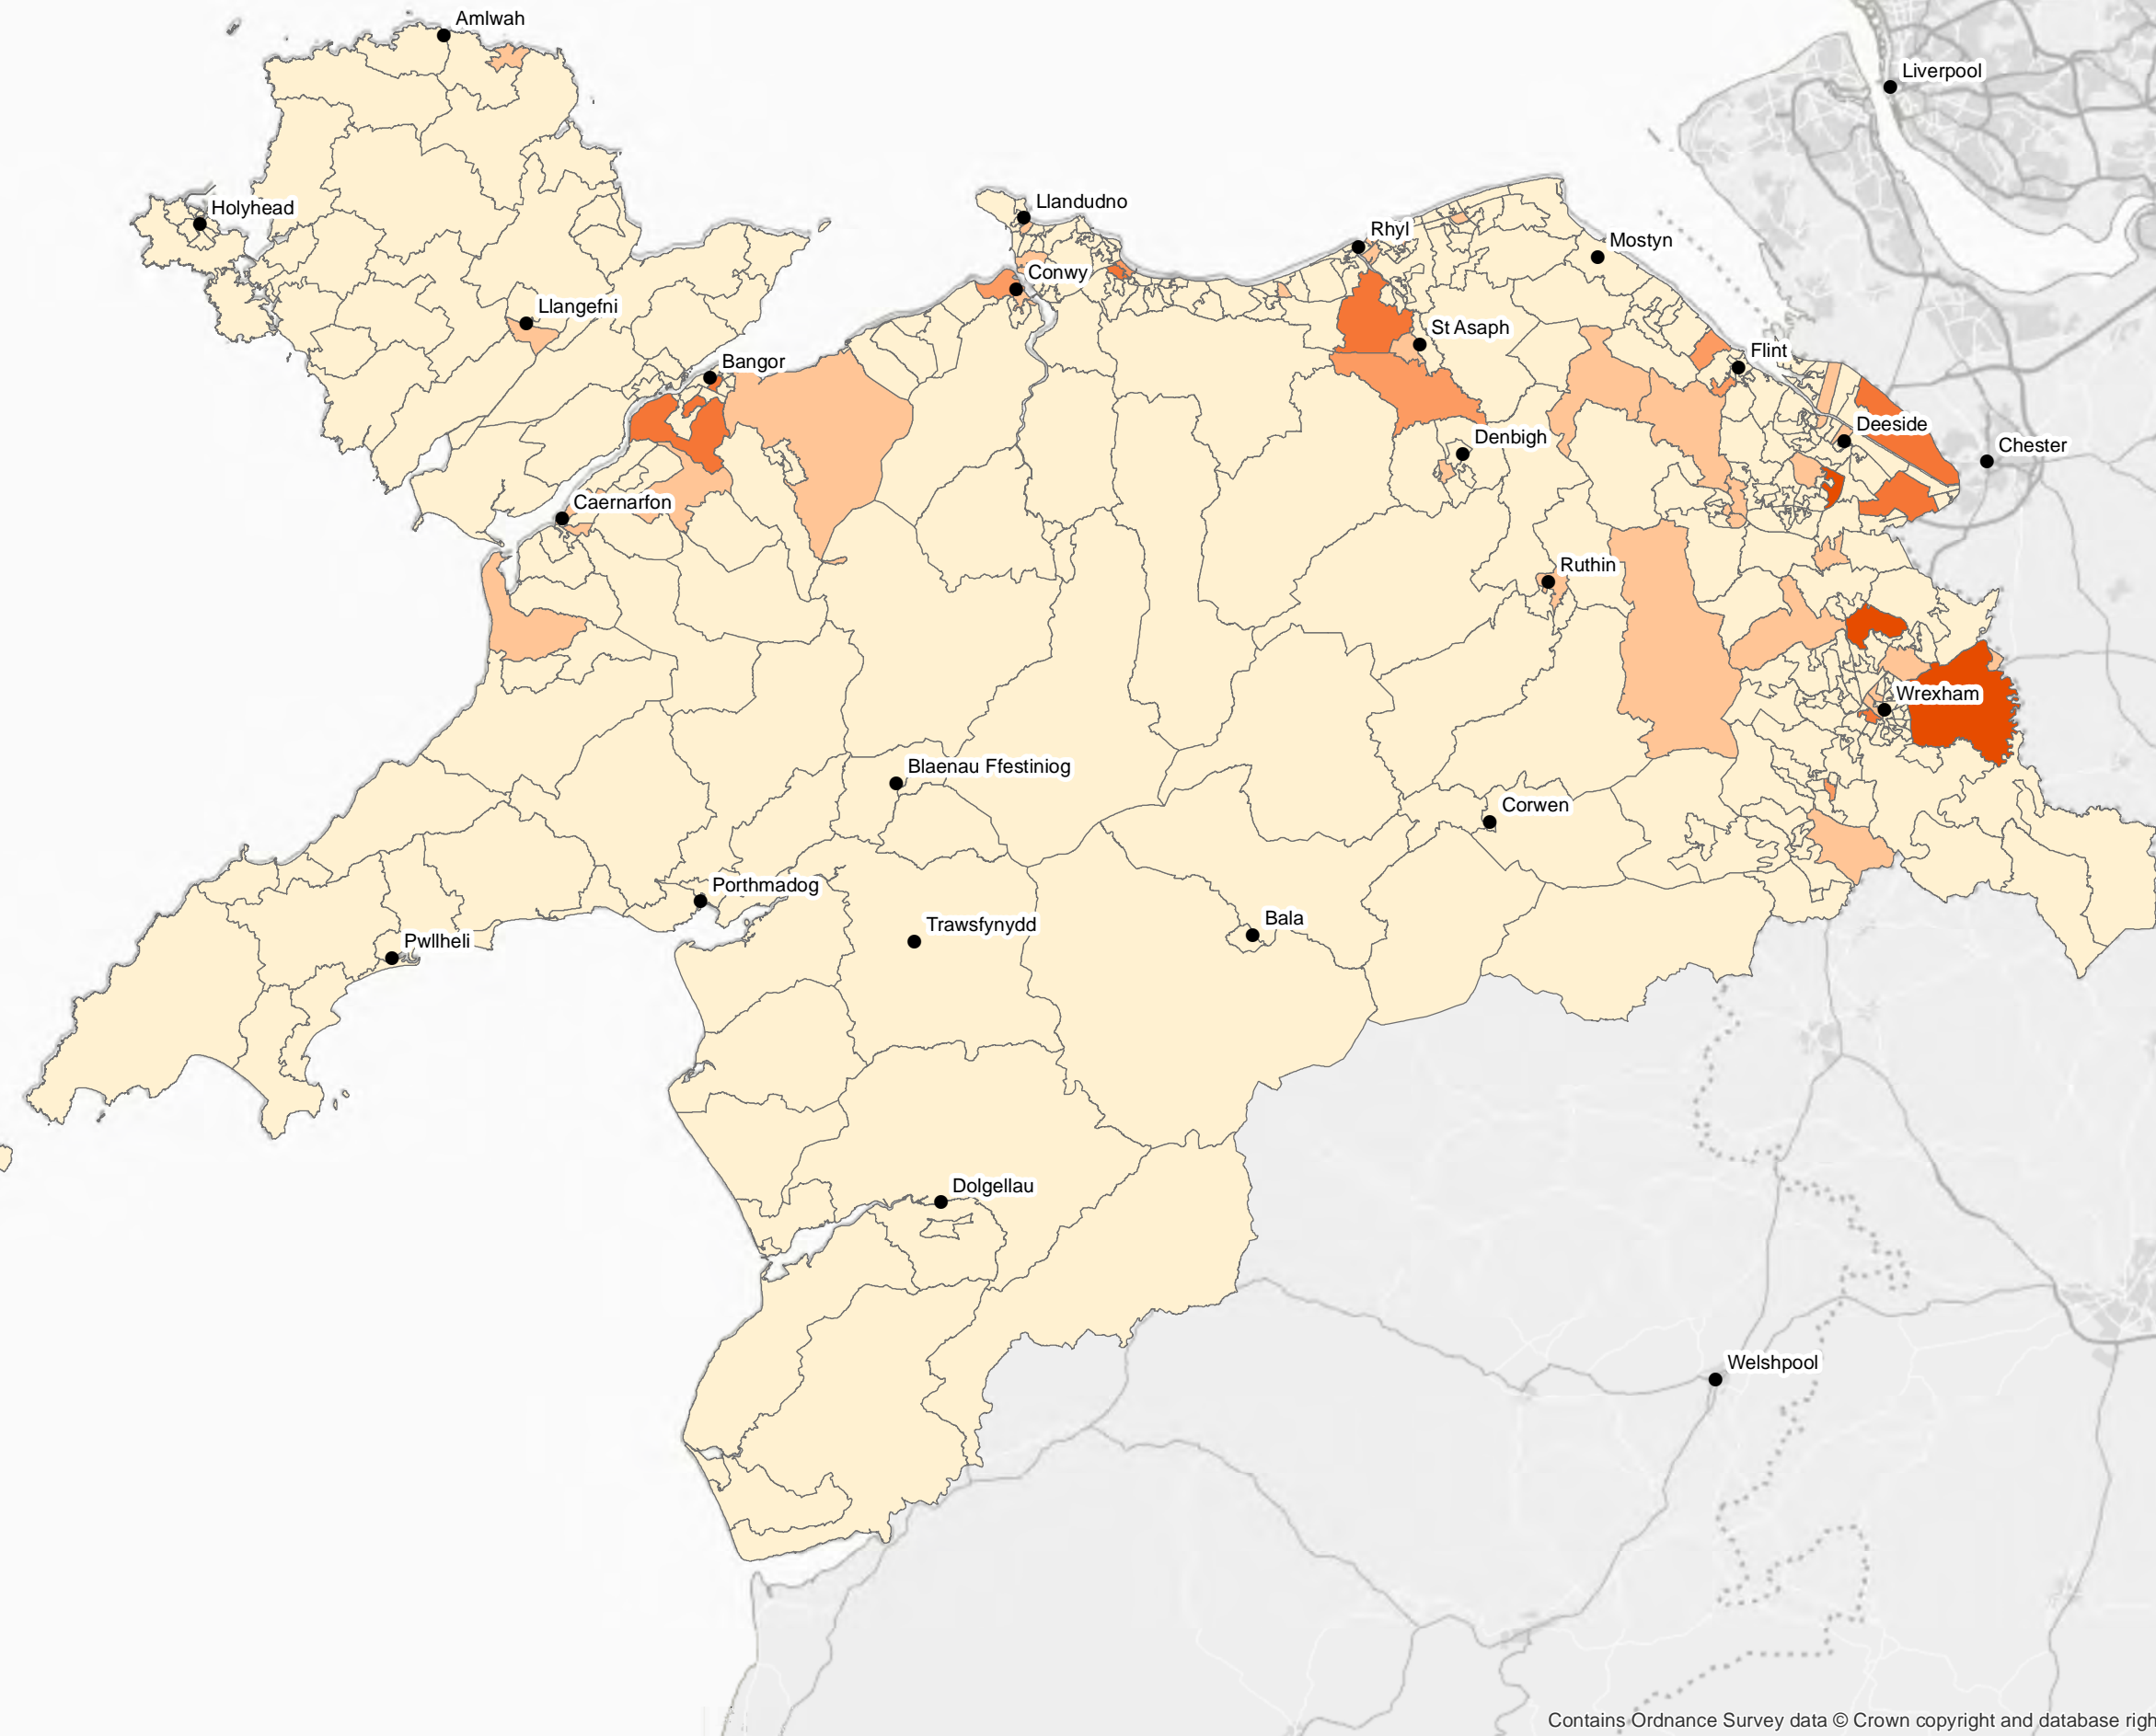 Amlwah
Liverpool
Holyhead
Llandudno
Rhyl
Mostyn
Conwy
Llangefni
St Asaph
Bangor
Flint
Deeside
Denbigh
Chester
Caernarfon
Ruthin
Wrexham
Blaenau Ffestiniog
Corwen
Porthmadog
Trawsfynydd
Bala
Pwllheli
Dolgellau
Welshpool
Contains Ordnance Survey data © Crown copyright and database righ